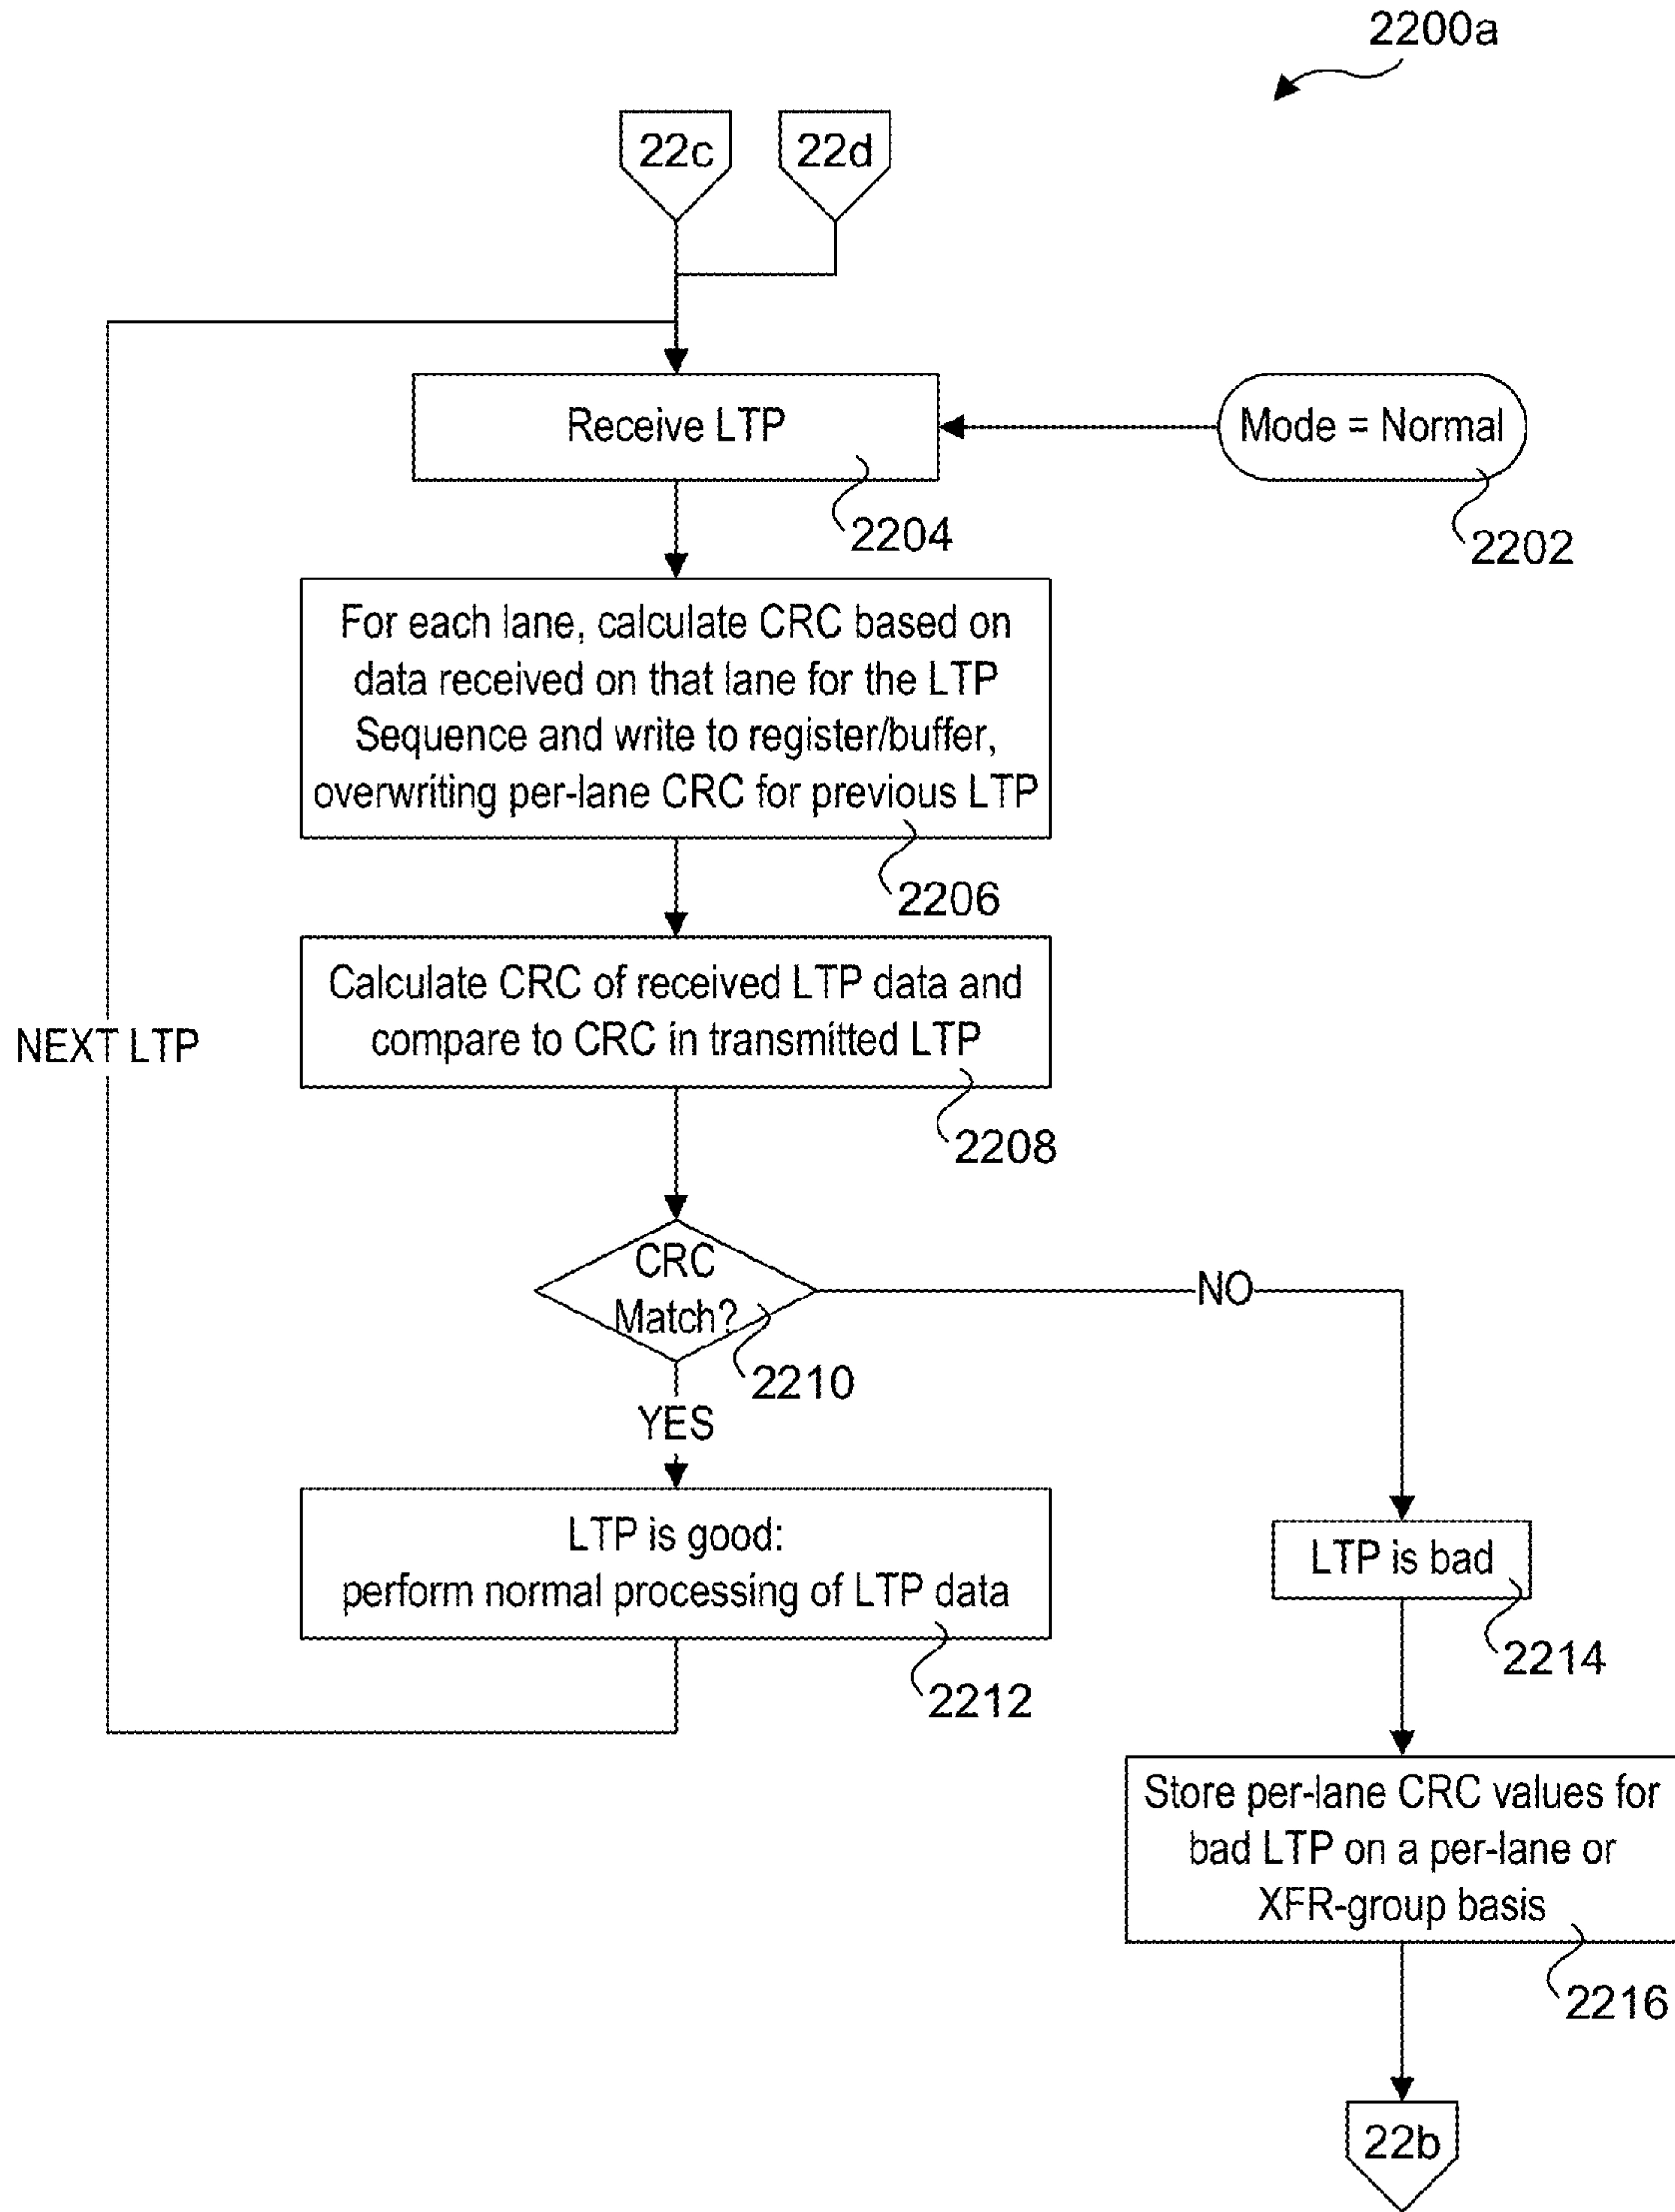 2200a
22c
22d
Receive LTP
Mode = Normal
2204
2202
For each lane, calculate CRC based on
data received on that lane for the LTP
Sequence and write to register/buffer,
overwriting per-lane CRC for previous LTP
2206
Calculate CRC of received LTP data and
compare to CRC in transmitted LTP
NEXT LTP
2208
CRC
Match?
NO
2210
YES
LTP is good:
perform normal processing of LTP data
LTP is bad
2214
2212
Store per-lane CRC values for
bad LTP on a per-lane or
XFR-group basis
2216
22b